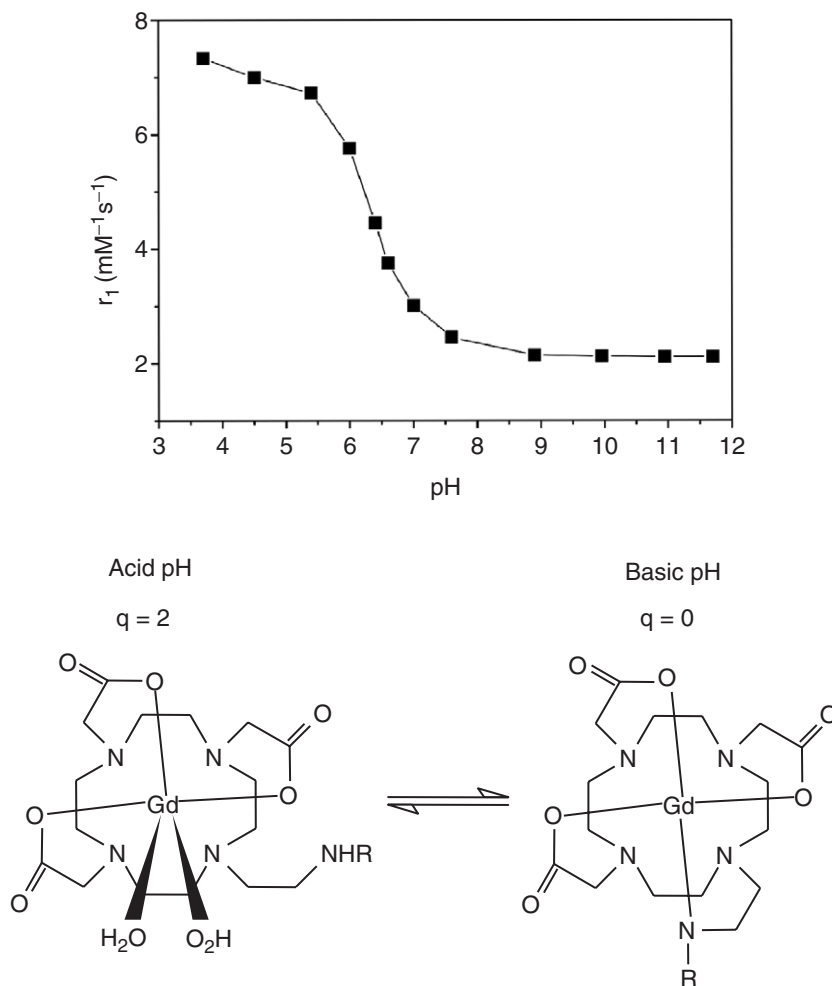 8
6
4
2
r₁ (mM⁻¹s⁻¹)
3 4 5 6 7 8 9 10 11 12
pH
Acid pH Basic pH
q = 2 q = 0
O O O O
O O
N N N N
O Gd O O Gd O
N N NHR N N
O O
H₂O O₂H N
R